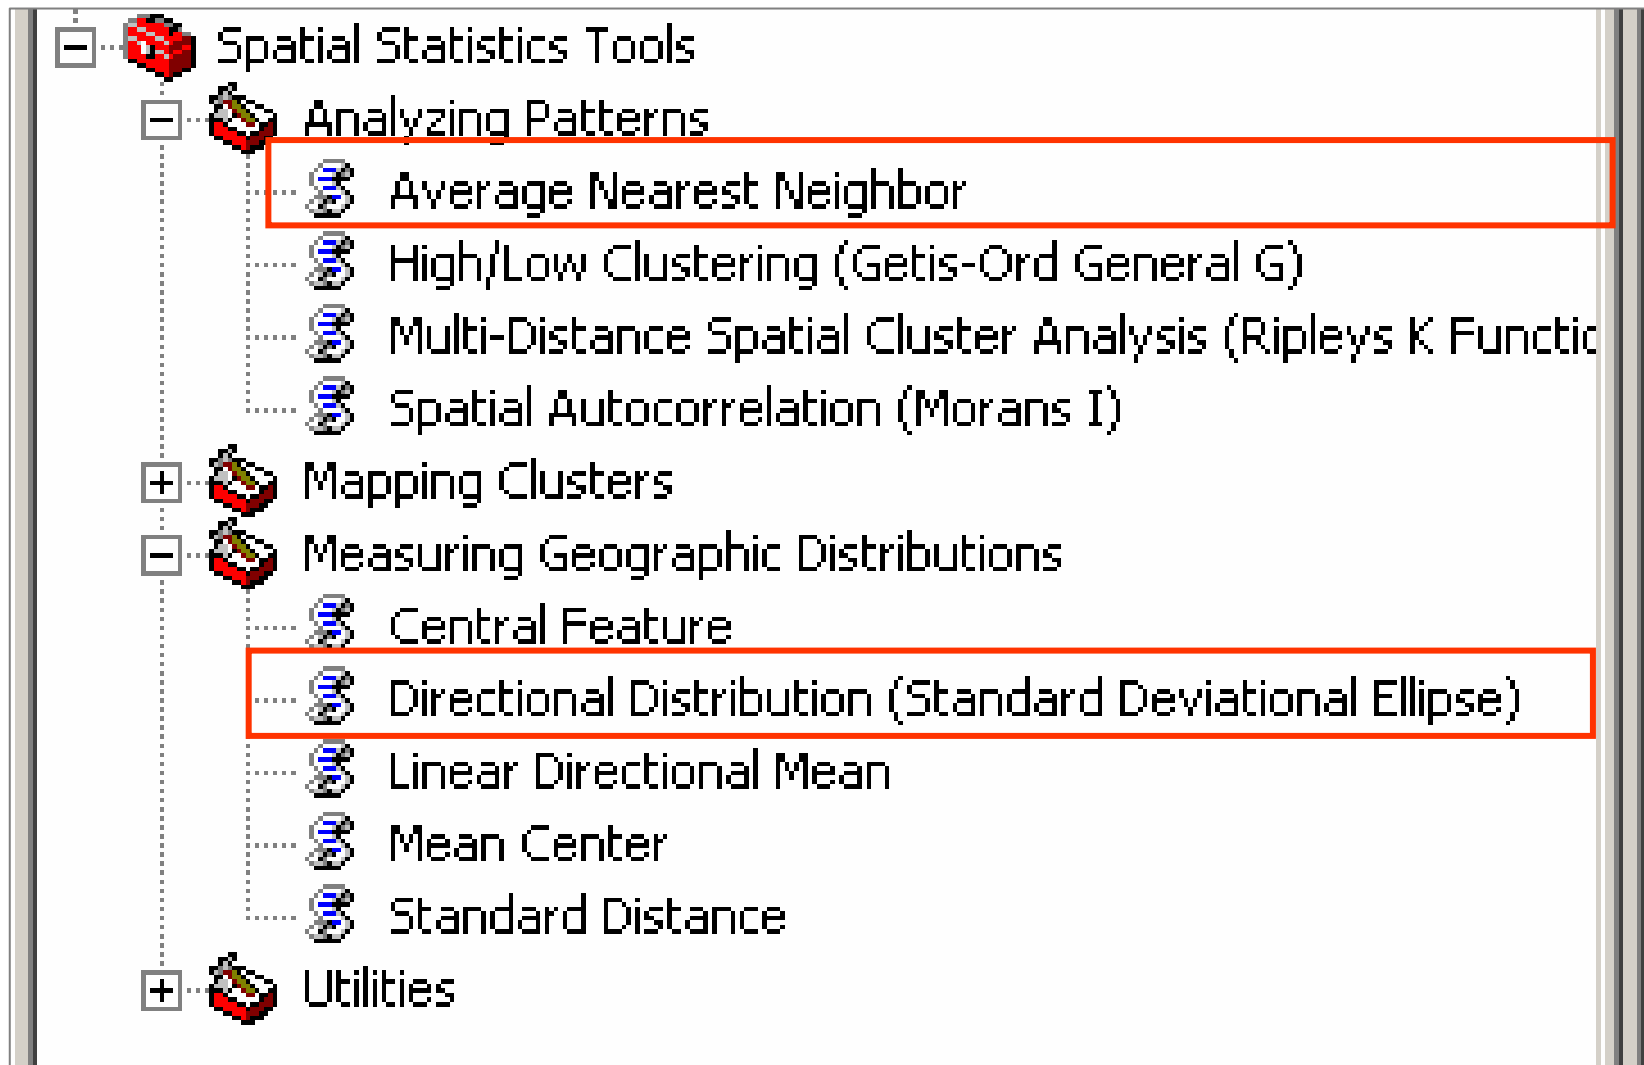 Spatial Statistics Tools
Analyzing Patterns
Average Nearest Neighbor
High/Low Clustering (Getis-Ord General G)
Multi-Distance Spatial Cluster Analysis (Ripleys K Functio
Spatial Autocorrelation (Morans I)
Mapping Clusters
Measuring Geographic Distributions
Central Feature
Directional Distribution (Standard Deviational Ellipse)
Linear Directional Mean
Mean Center
Standard Distance
Utilities